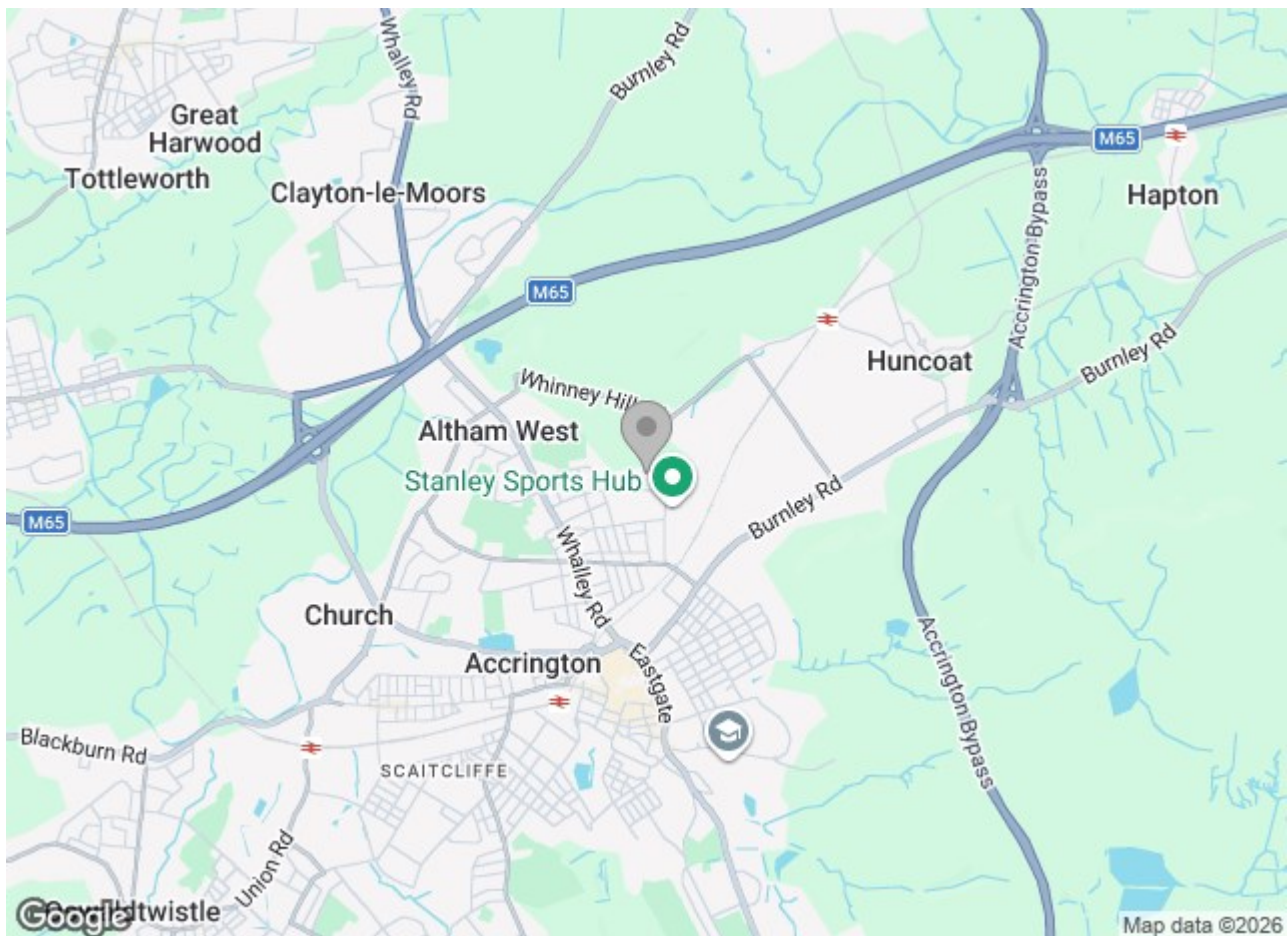 Whalley Rd
Burnley Rd
Great
Harwood
M65
Tottleworth
Clayton-le-Moors
Hapton
Accrington Bypass
M65
Huncoat
Burnley Rd
Whinney Hill
Altham West
Stanley Sports Hub
Burnley Rd
M65
Whalley Rd
Church
Accrington
Eastgate
Accrington Bypass
Blackburn Rd
SCAITCLIFFE
Union Rd
Google
Map data ©2026